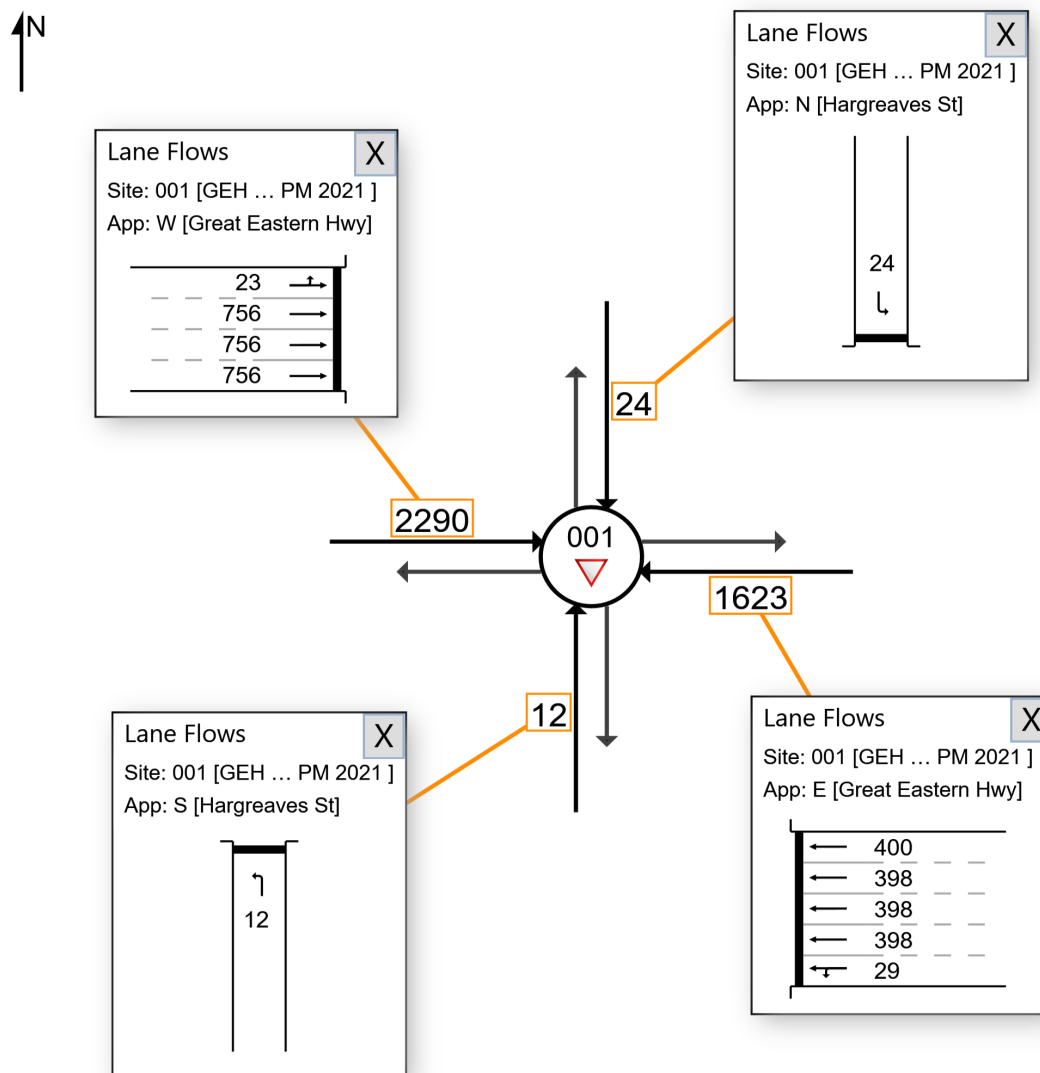 N
Lane Flows
X
Site: 001 [GEH ... PM 2021 ]
App: N [Hargreaves St]
24
Lane Flows
X
Site: 001 [GEH ... PM 2021 ]
App: W [Great Eastern Hwy]
23
756
756
756
24
2290
001
1623
12
Lane Flows
X
Site: 001 [GEH ... PM 2021 ]
App: S [Hargreaves St]
12
Lane Flows
X
Site: 001 [GEH ... PM 2021 ]
App: E [Great Eastern Hwy]
400
398
398
398
29